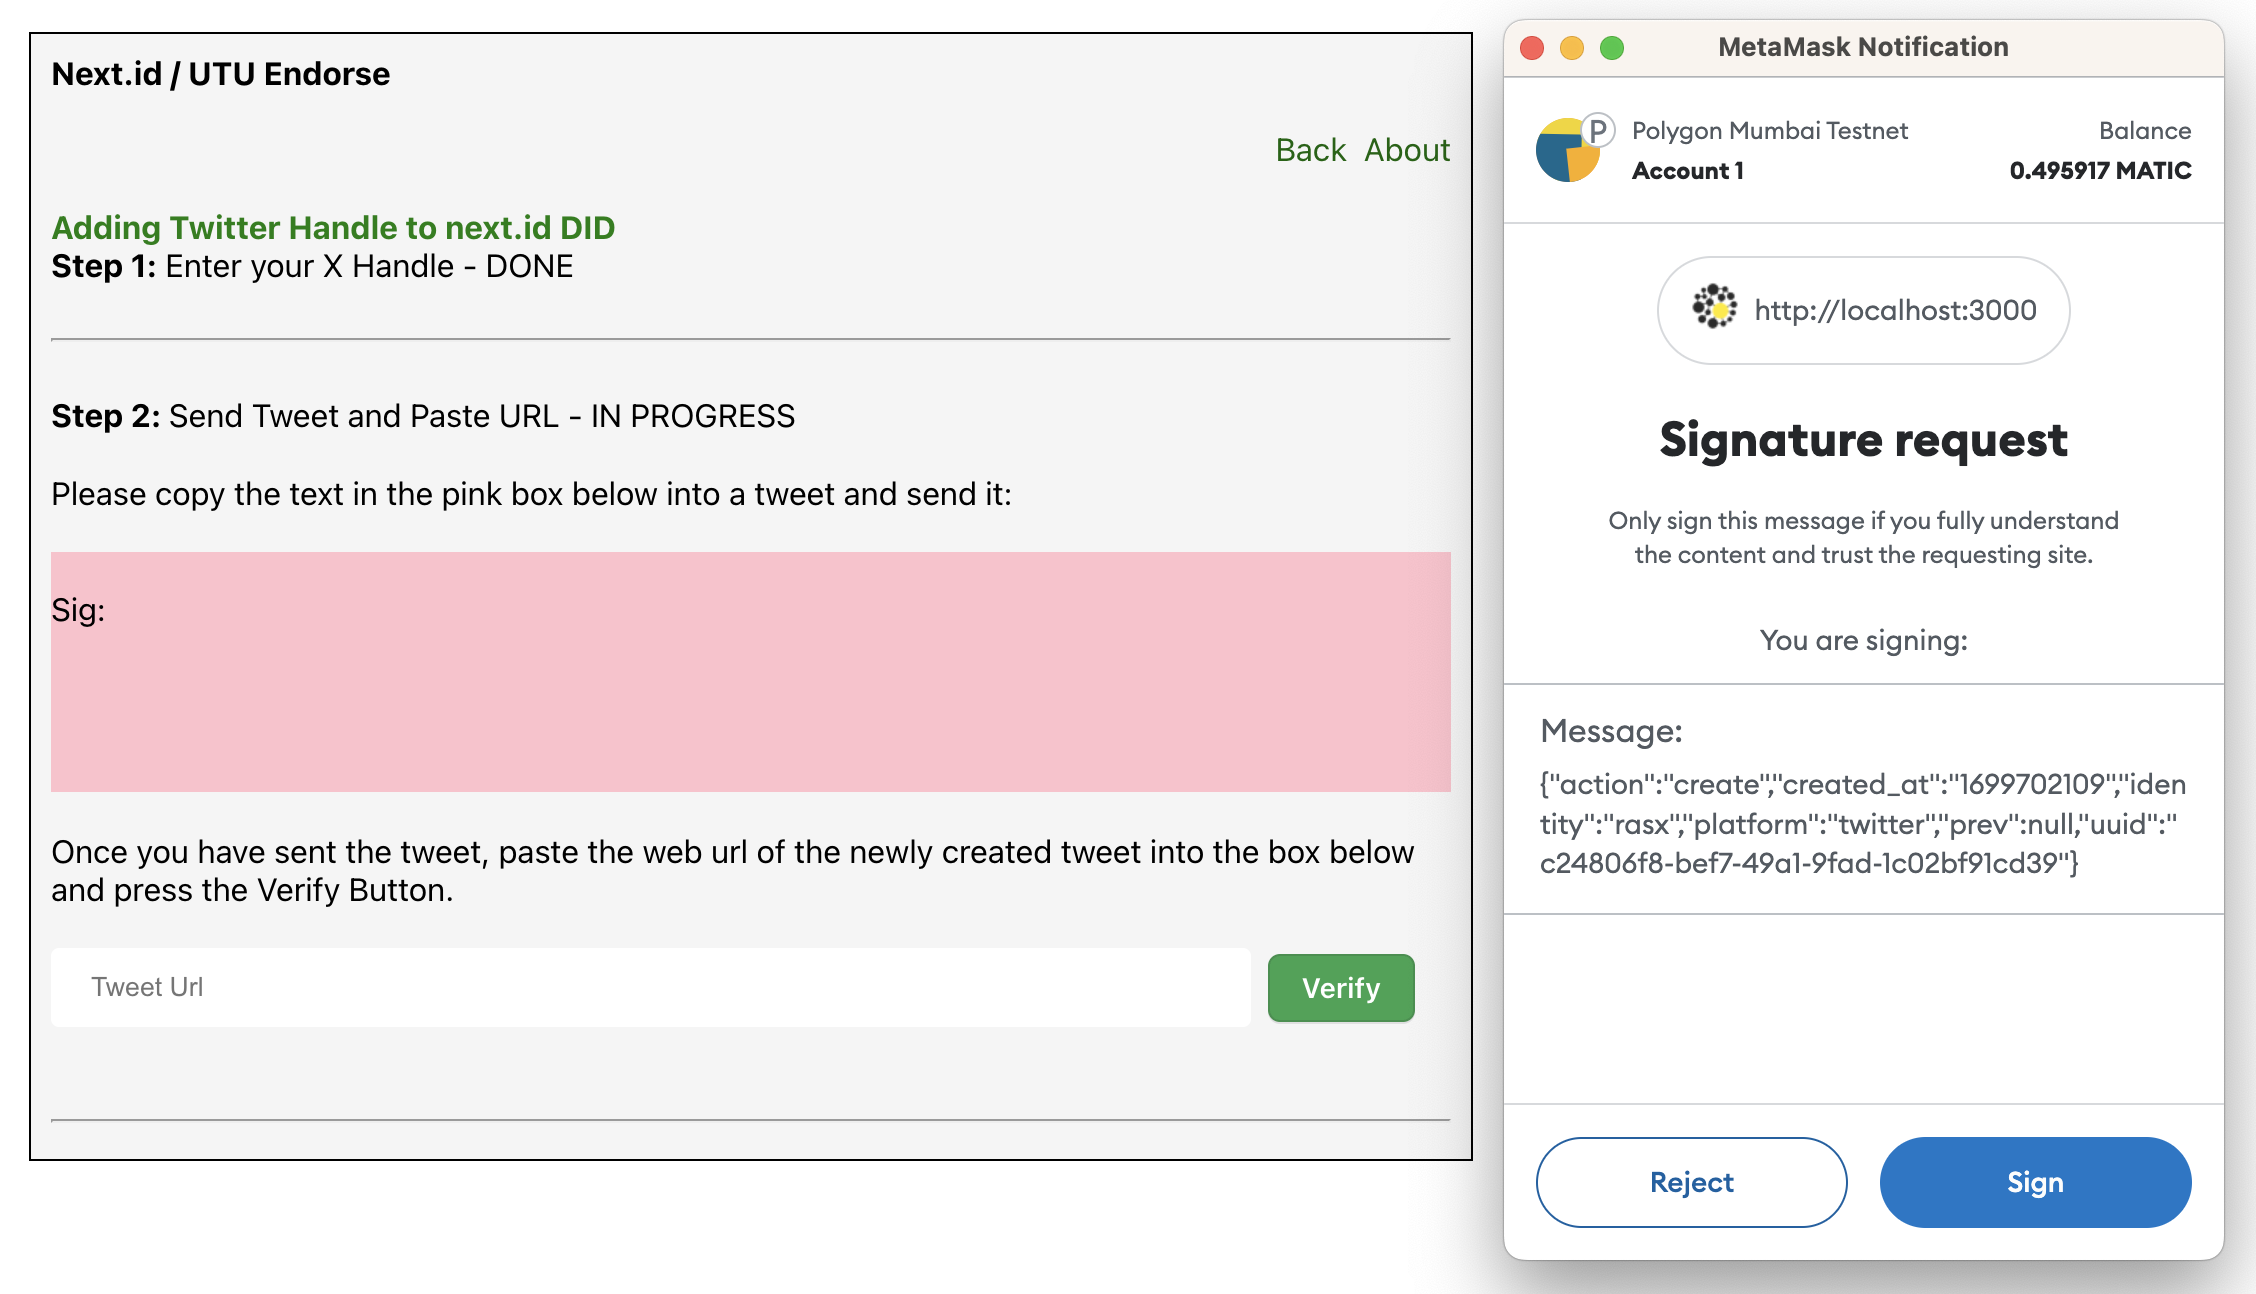 Next.id / UTU Endorse
Back About
Adding Twitter Handle to next.id DID
Step 1: Enter your X Handle - DONE
Step 2: Send Tweet and Paste URL - IN PROGRESS
Please copy the text in the pink box below into a tweet and send it:
Sig:
Once you have sent the tweet, paste the web url of the newly created tweet into the box below
and press the Verify Button.
Tweet Url
Verify
MetaMask Notification
P
Polygon Mumbai Testnet
Balance
Account 1
0.495917 MATIC
http://localhost:3000
Signature request
Only sign this message if you fully understand
the content and trust the requesting site.
You are signing:
Message:
{"action":"create","created_at":"1699702109","iden
tity":"rasx","platform":"twitter","prev":null,"uuid":"
c24806f8-bef7-49a1-9fad-1c02bf91cd39"}
Reject
Sign